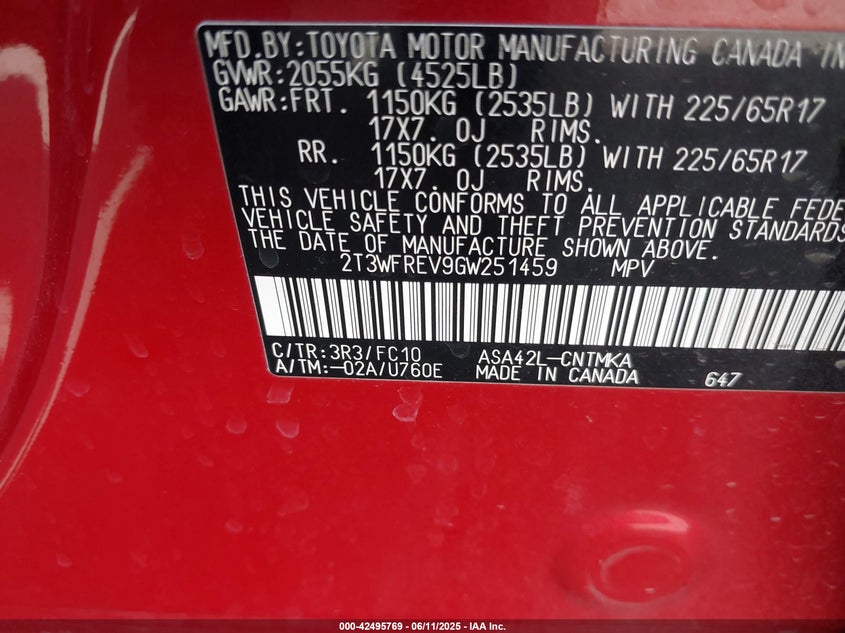 MFD.BY:TOYOTA MOTOR MANUFACTURING CANADA IN
GVWR:2055KG (4525LB)
GAWR:FRT. 1150KG (2535LB) WITH 225/65R17
17X7.0J RIMS.
RR. 1150KG (2535LB) WITH 225/65R17
17X7.0J RIMS.
THIS VEHICLE CONFORMS TO ALL APPLICABLE FEDE
VEHICLE SAFETY AND THEFT PREVENTION STANDARDS
THE DATE OF MANUFACTURE SHOWN ABOVE.
2T3WFREV9GW251459 MPV
C/TR:3R3/FC10 ASA42L-CNTMKA
A/TM:-02A/U760E MADE IN CANADA 647
000-42495769 - 06/11/2025 - IAA Inc.